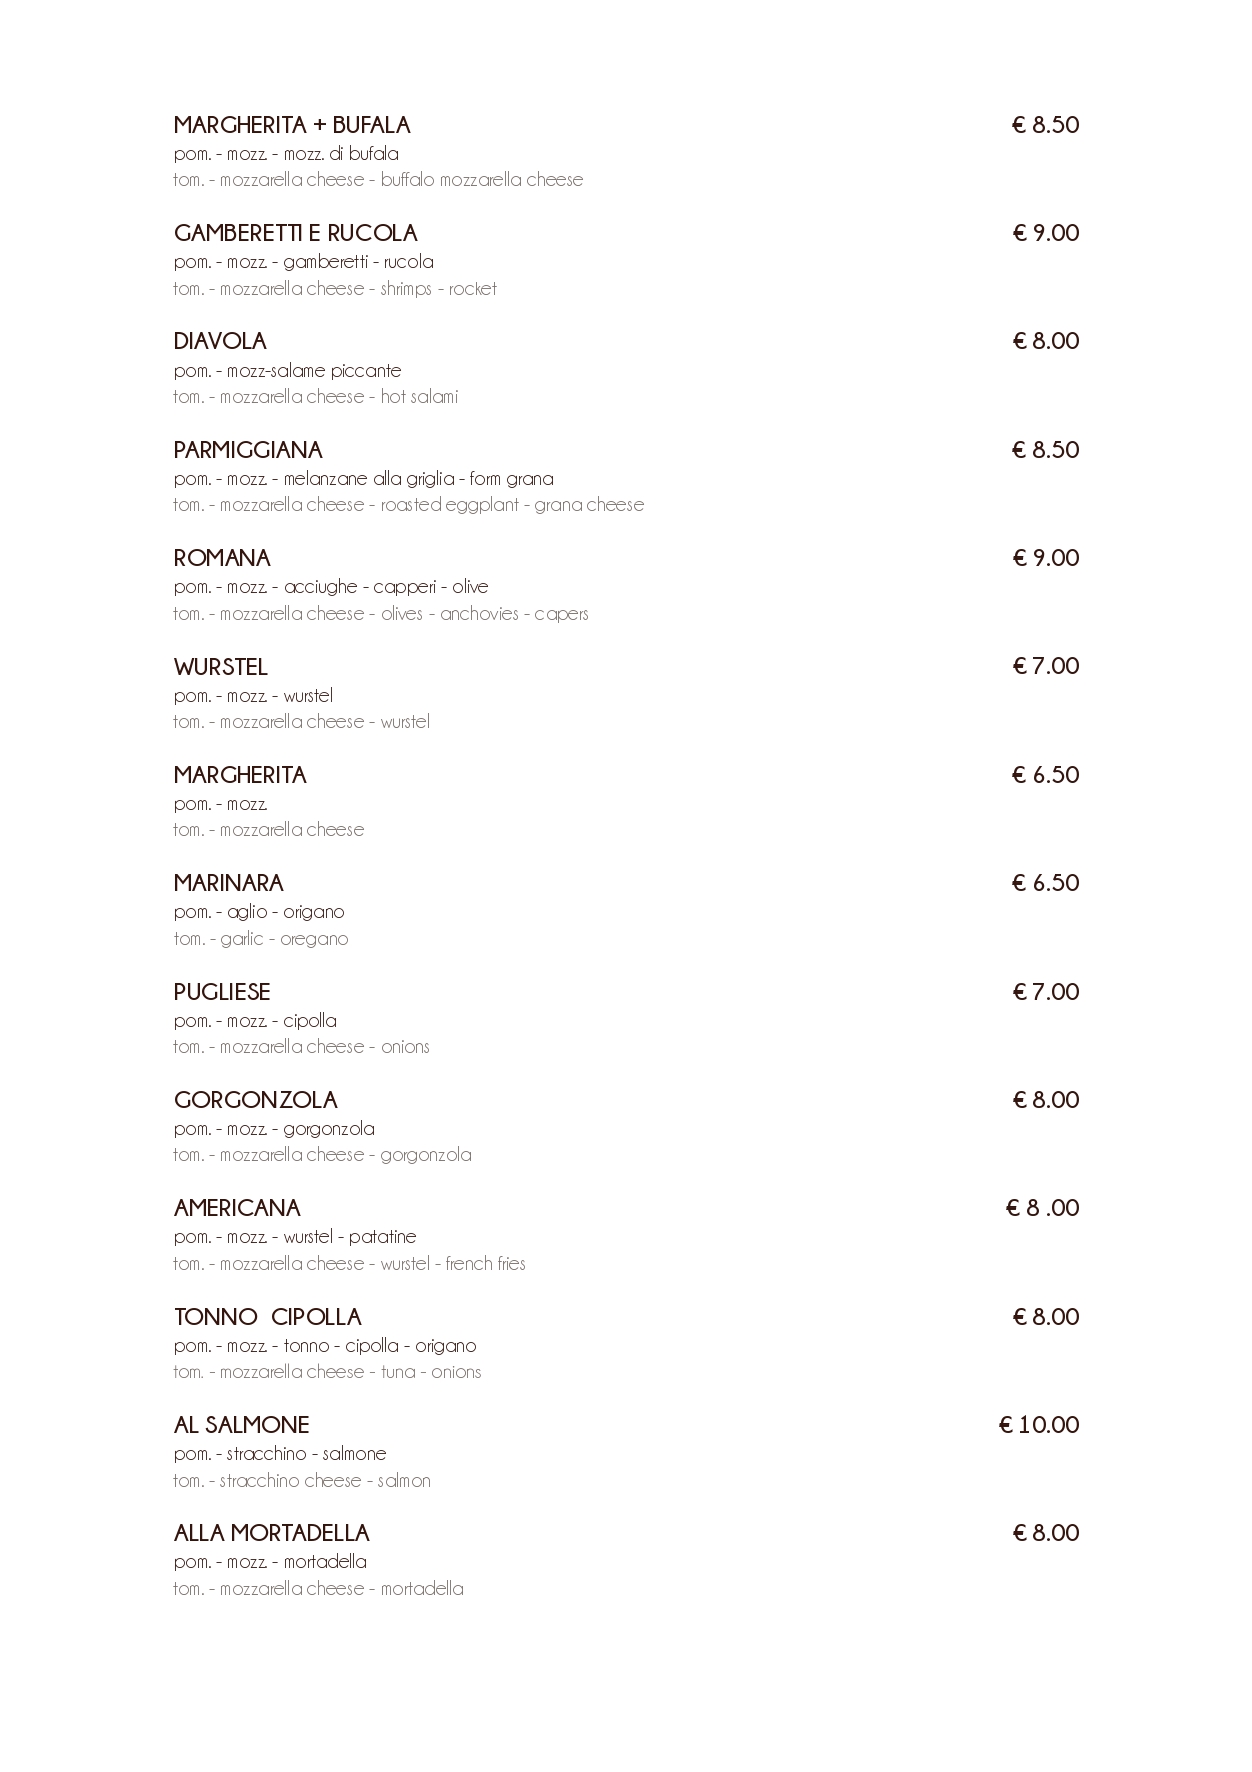 MARGHERITA + BUFALA € 8.50
pom. - mozz. - mozz. di bufala
tom. - mozzarella cheese - buffalo mozzarella cheese
GAMBERETTI E RUCOLA € 9.00
pom. - mozz. - gamberetti - rucola
tom. - mozzarella cheese - shrimps - rocket
DIAVOLA € 8.00
pom. - mozz-salame piccante
tom. - mozzarella cheese - hot salami
PARMIGGIANA € 8.50
pom. - mozz. - melanzane alla griglia - form grana
tom. - mozzarella cheese - roasted eggplant - grana cheese
ROMANA € 9.00
pom. - mozz. - acciughe - capperi - olive
tom. - mozzarella cheese - olives - anchovies - capers
WURSTEL € 7.00
pom. - mozz. - wurstel
tom. - mozzarella cheese - wurstel
MARGHERITA € 6.50
pom. - mozz.
tom. - mozzarella cheese
MARINARA € 6.50
pom. - aglio - origano
tom. - garlic - oregano
PUGLIESE € 7.00
pom. - mozz. - cipolla
tom. - mozzarella cheese - onions
GORGONZOLA € 8.00
pom. - mozz. - gorgonzola
tom. - mozzarella cheese - gorgonzola
AMERICANA € 8 .00
pom. - mozz. - wurstel - patatine
tom. - mozzarella cheese - wurstel - french fries
TONNO CIPOLLA € 8.00
pom. - mozz. - tonno - cipolla - origano
tom. - mozzarella cheese - tuna - onions
AL SALMONE € 10.00
pom. - stracchino - salmone
tom. - stracchino cheese - salmon
ALLA MORTADELLA € 8.00
pom. - mozz. - mortadella
tom. - mozzarella cheese - mortadella